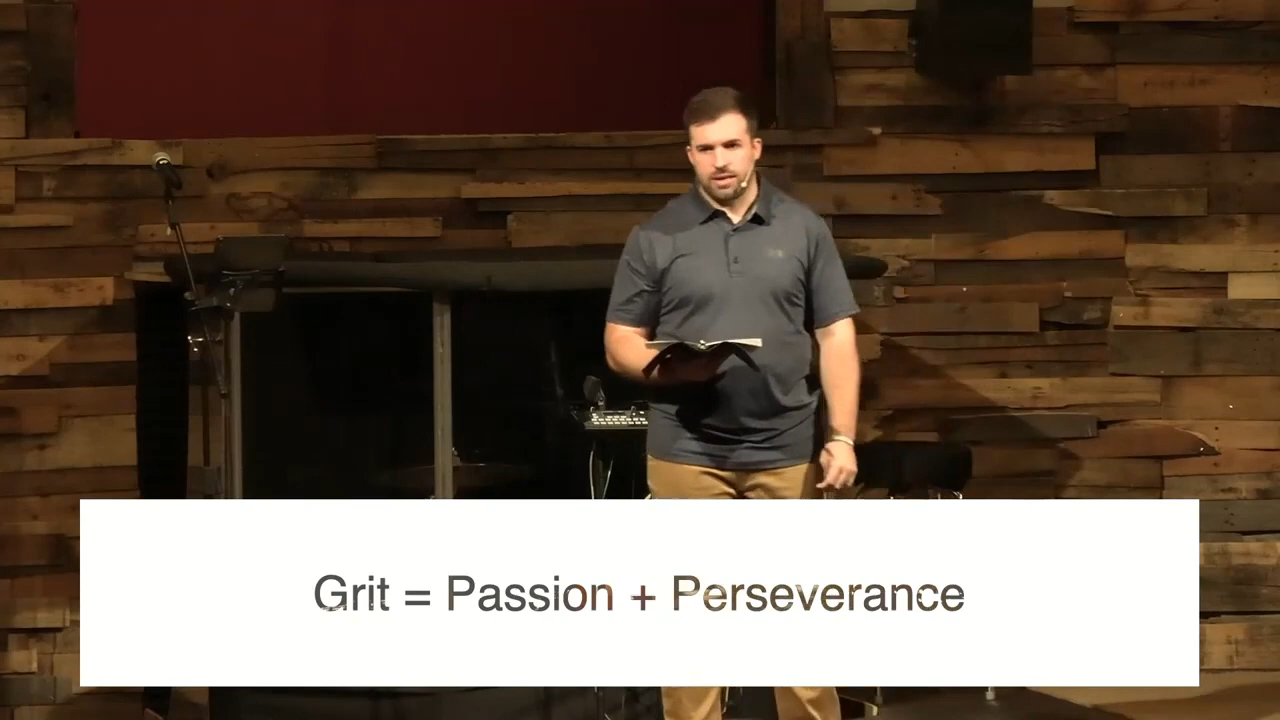 Grit = Passion + Perseverance